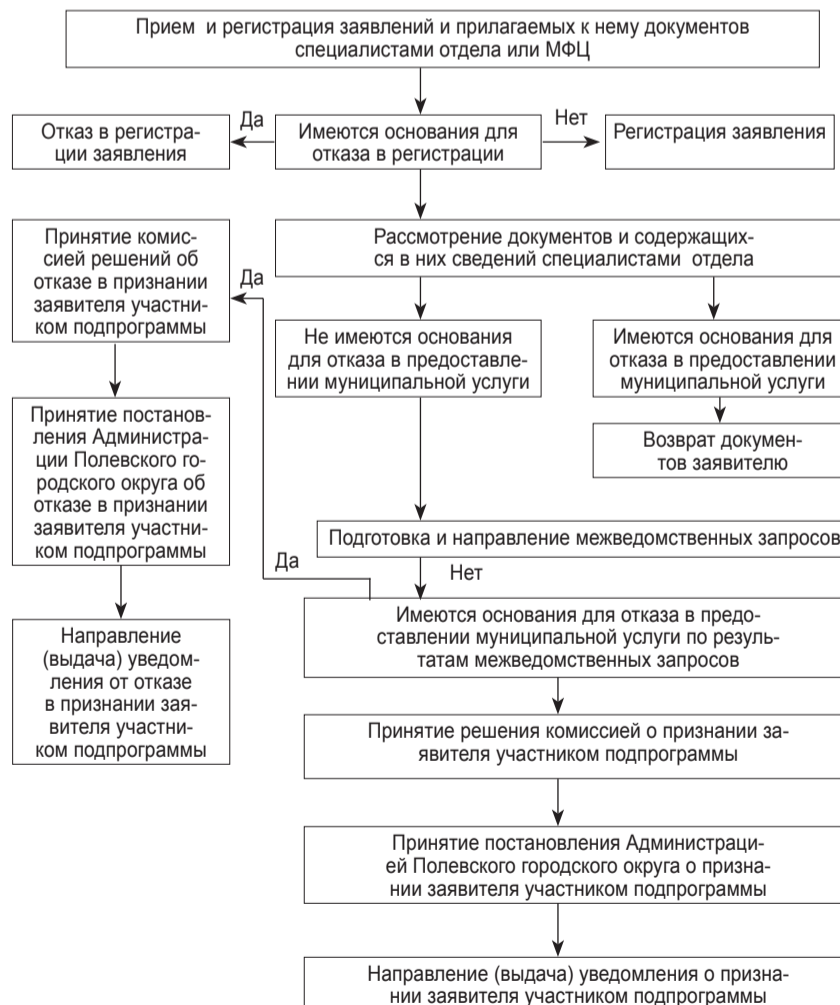 Прием и регистрация заявлений и прилагаемых к нему документов
специалистами отдела или МФЦ
Да
Нет
Отказ в регистра-
ции заявления
Имеются основания для
отказа в регистрации
Регистрация заявления
Принятие комис-
сией решений об
отказе в признании
заявителя участни-
ком подпрограммы
Да
Рассмотрение документов и содержащих-
ся в них сведений специалистами отдела
Не имеются основания
для отказа в предоставле-
нии муниципальной услуги
Имеются основания для
отказа в предоставлении
муниципальной услуги
Принятие постанов-
ления Администра-
ции Полевского го-
родского округа об
отказе в признании
заявителя участни-
ком подпрограммы
Возврат докумен-
тов заявителю
Подготовка и направление межведомственных запросов
Да
Нет
Имеются основания для отказа в предо-
ставлении муниципальной услуги по резуль-
татам межведомственных запросов
Направление
(выдача) уведом-
ления от отказе
в признании зая-
вителя участни-
ком подпрограммы
Принятие решения комиссией о признании за-
явителя участником подпрограммы
Принятие постановления Администраци-
ей Полевского городского округа о призна-
нии заявителя участником подпрограммы
Направление (выдача) уведомления о призна-
нии заявителя участником подпрограммы